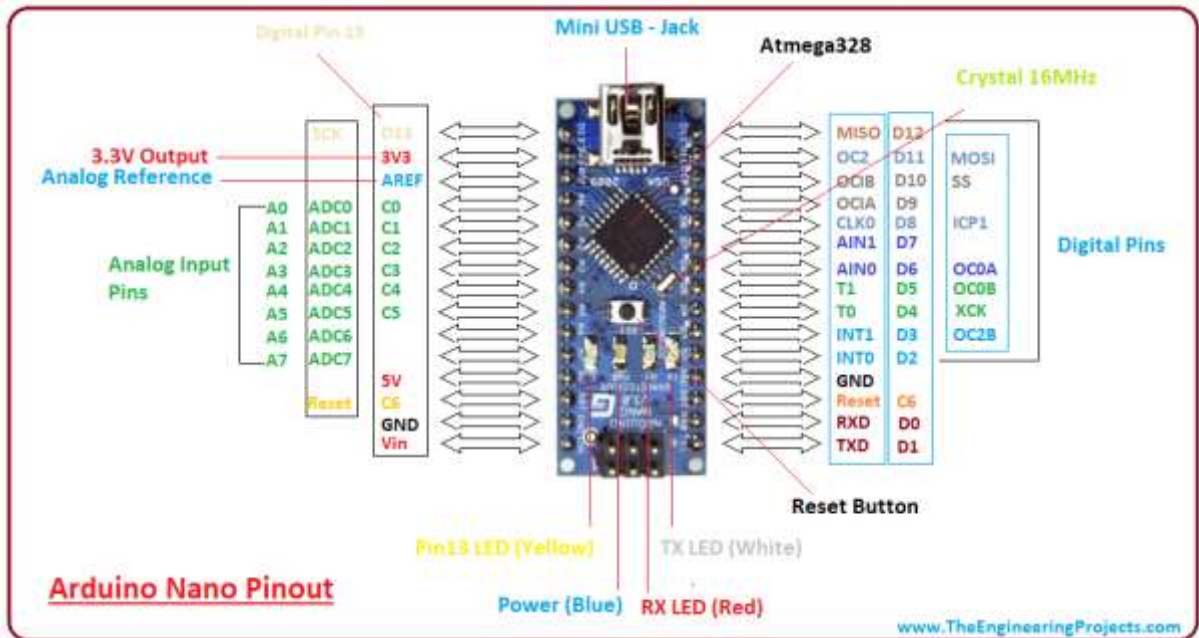 Digital Pin 13
Mini USB - Jack
Atmega328
Crystal 16MHz
SCK D13 MISO D12
3.3V Output 3V3 OC2 D11 MOSI
Analog Reference AREF OCIB D10 SS
A0 ADC0 C0 OCIA D9
A1 ADC1 C1 CLK0 D8 ICP1
A2 ADC2 C2 AIN1 D7
Digital Pins
Analog Input
Pins
A3 ADC3 C3 AIN0 D6 OC0A
A4 ADC4 C4 T1 D5 OC0B
A5 ADC5 C5 T0 D4 XCK
A6 ADC6 INT1 D3 OC2B
A7 ADC7 INT0 D2
5V GND
Reset C6 Reset C6
GND RXD D0
Vin TXD D1
Reset Button
Pin13 LED (Yellow) TX LED (White)
Arduino Nano Pinout
Power (Blue) RX LED (Red)
www.TheEngineeringProjects.com